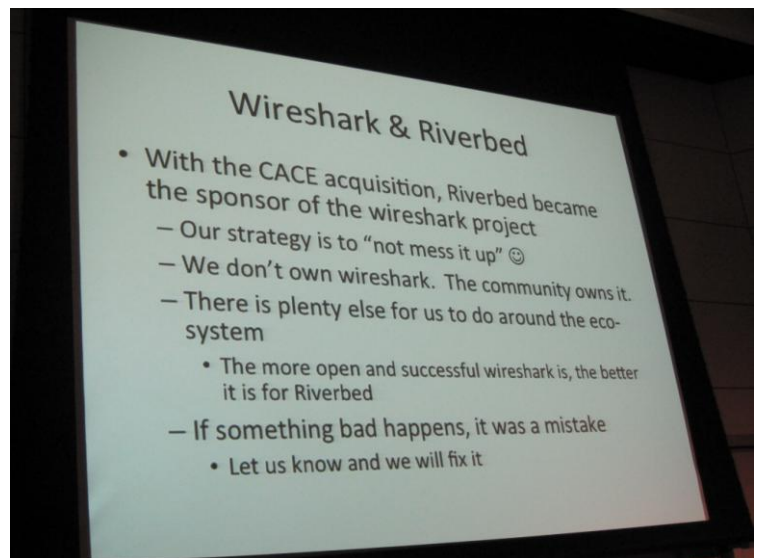 Wireshark & Riverbed
• With the CACE acquisition, Riverbed became
the sponsor of the wireshark project
– Our strategy is to “not mess it up” ☺
– We don’t own wireshark. The community owns it.
– There is plenty else for us to do around the eco-
system
• The more open and successful wireshark is, the better
it is for Riverbed
– If something bad happens, it was a mistake
• Let us know and we will fix it